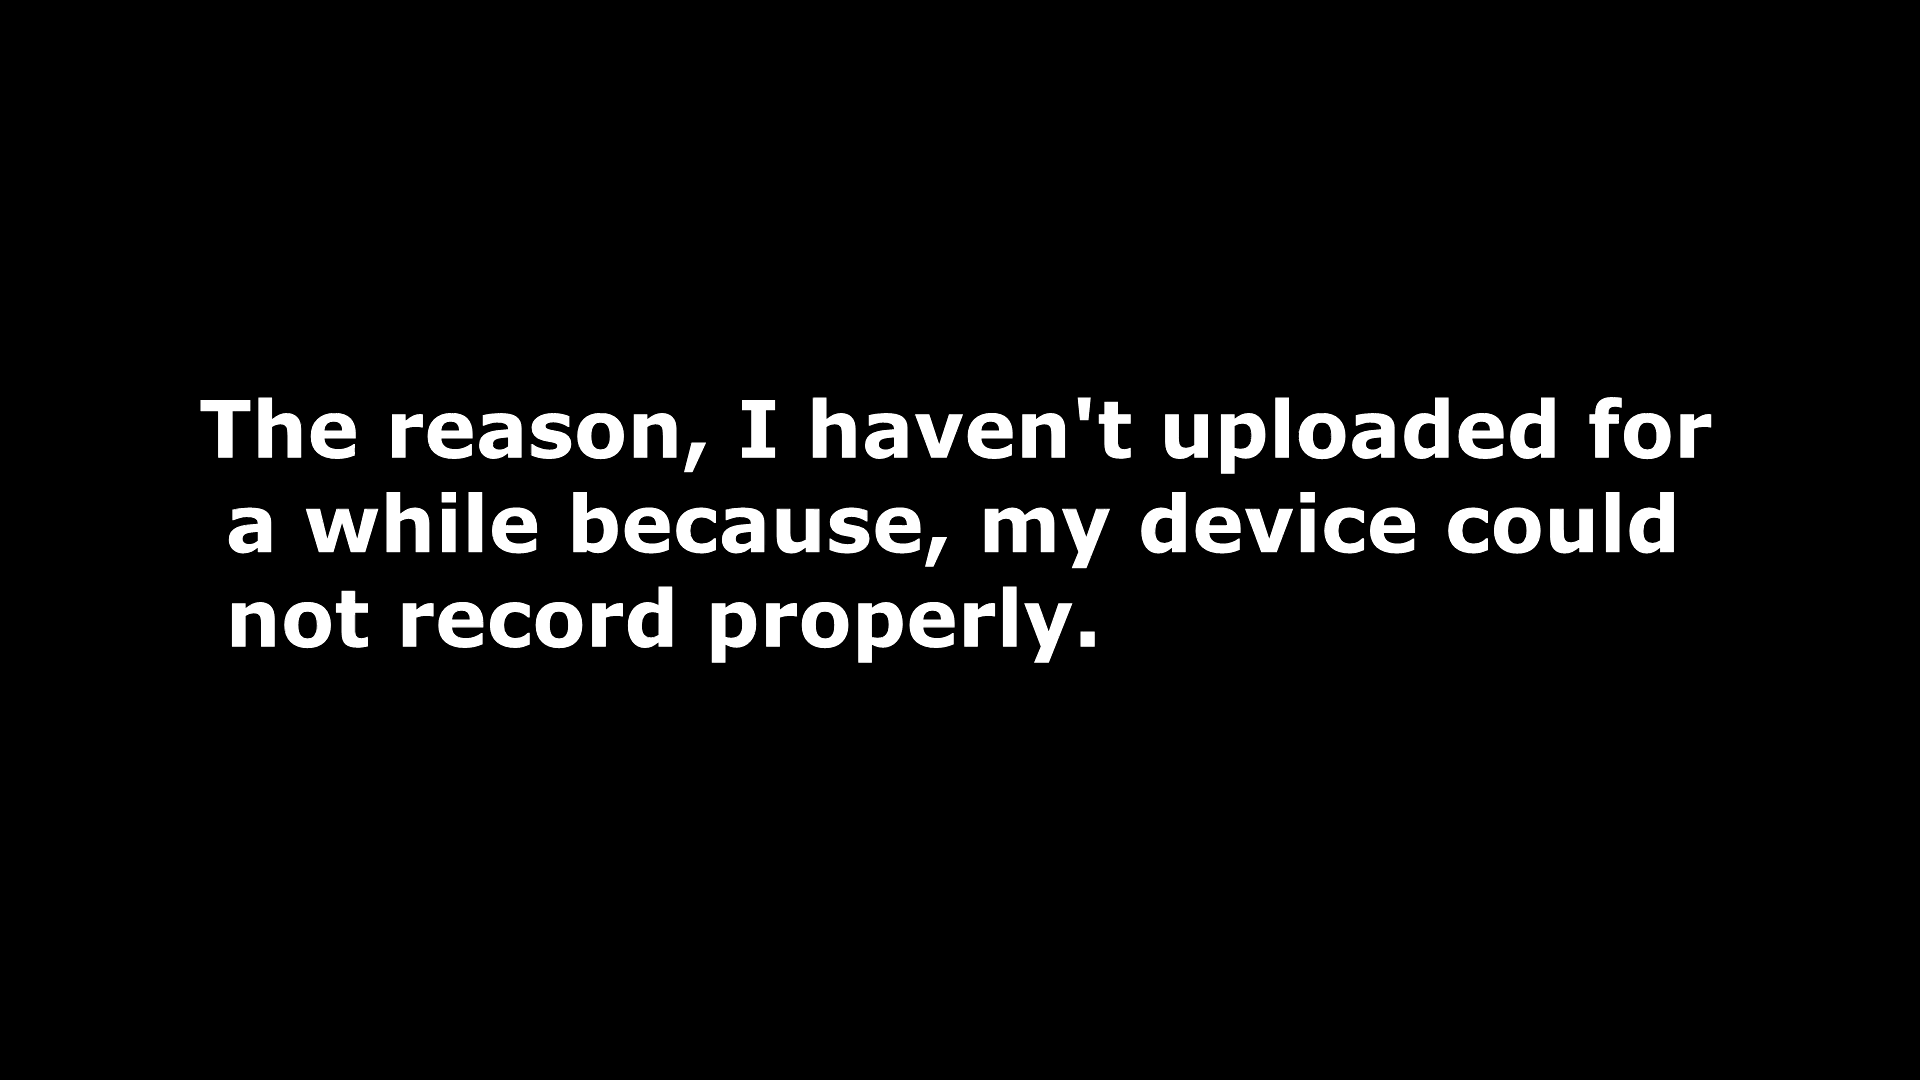 The reason, I haven't uploaded for
a while because, my device could
not record properly.